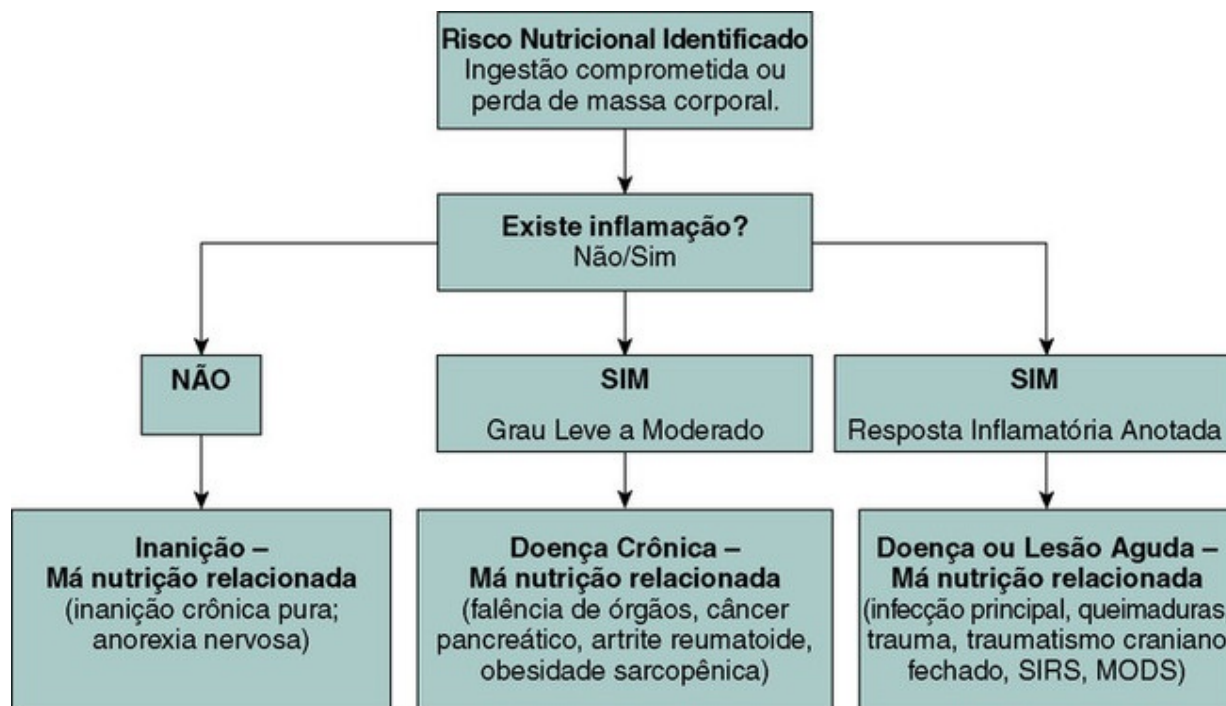 Risco Nutricional Identificado
Ingestão comprometida ou
perda de massa corporal.
Existe inflamação?
Não/Sim
NÃO
SIM
Grau Leve a Moderado
SIM
Resposta Inflamatória Anotada
Inanição –
Má nutrição relacionada
(inanição crônica pura;
anorexia nervosa)
Doença Crônica –
Má nutrição relacionada
(falência de órgãos, câncer
pancreático, artrite reumatoide,
obesidade sarcopênica)
Doença ou Lesão Aguda –
Má nutrição relacionada
(infecção principal, queimaduras,
trauma, traumatismo craniano
fechado, SIRS, MODS)